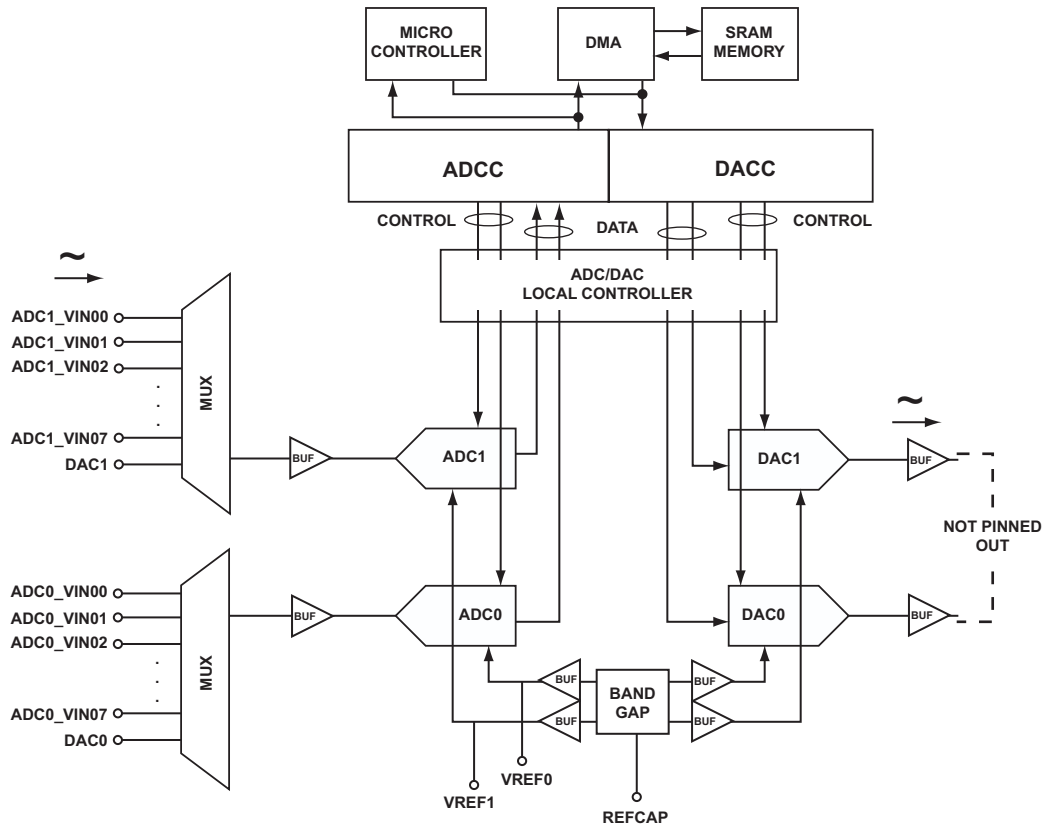 MICRO
CONTROLLER
DMA
SRAM
MEMORY
ADCC
DACC
CONTROL
DATA
CONTROL
~
ADC/DAC
LOCAL CONTROLLER
ADC1_VIN00
ADC1_VIN01
ADC1_VIN02
.
.
.
ADC1_VIN07
DAC1
MUX
BUF
ADC1
DAC1
~
BUF
NOT PINNED
OUT
ADC0_VIN00
ADC0_VIN01
ADC0_VIN02
.
.
.
ADC0_VIN07
DAC0
MUX
BUF
ADC0
DAC0
BUF
BUF
BUF
BAND
GAP
BUF
BUF
VREF0
VREF1
REFCAP